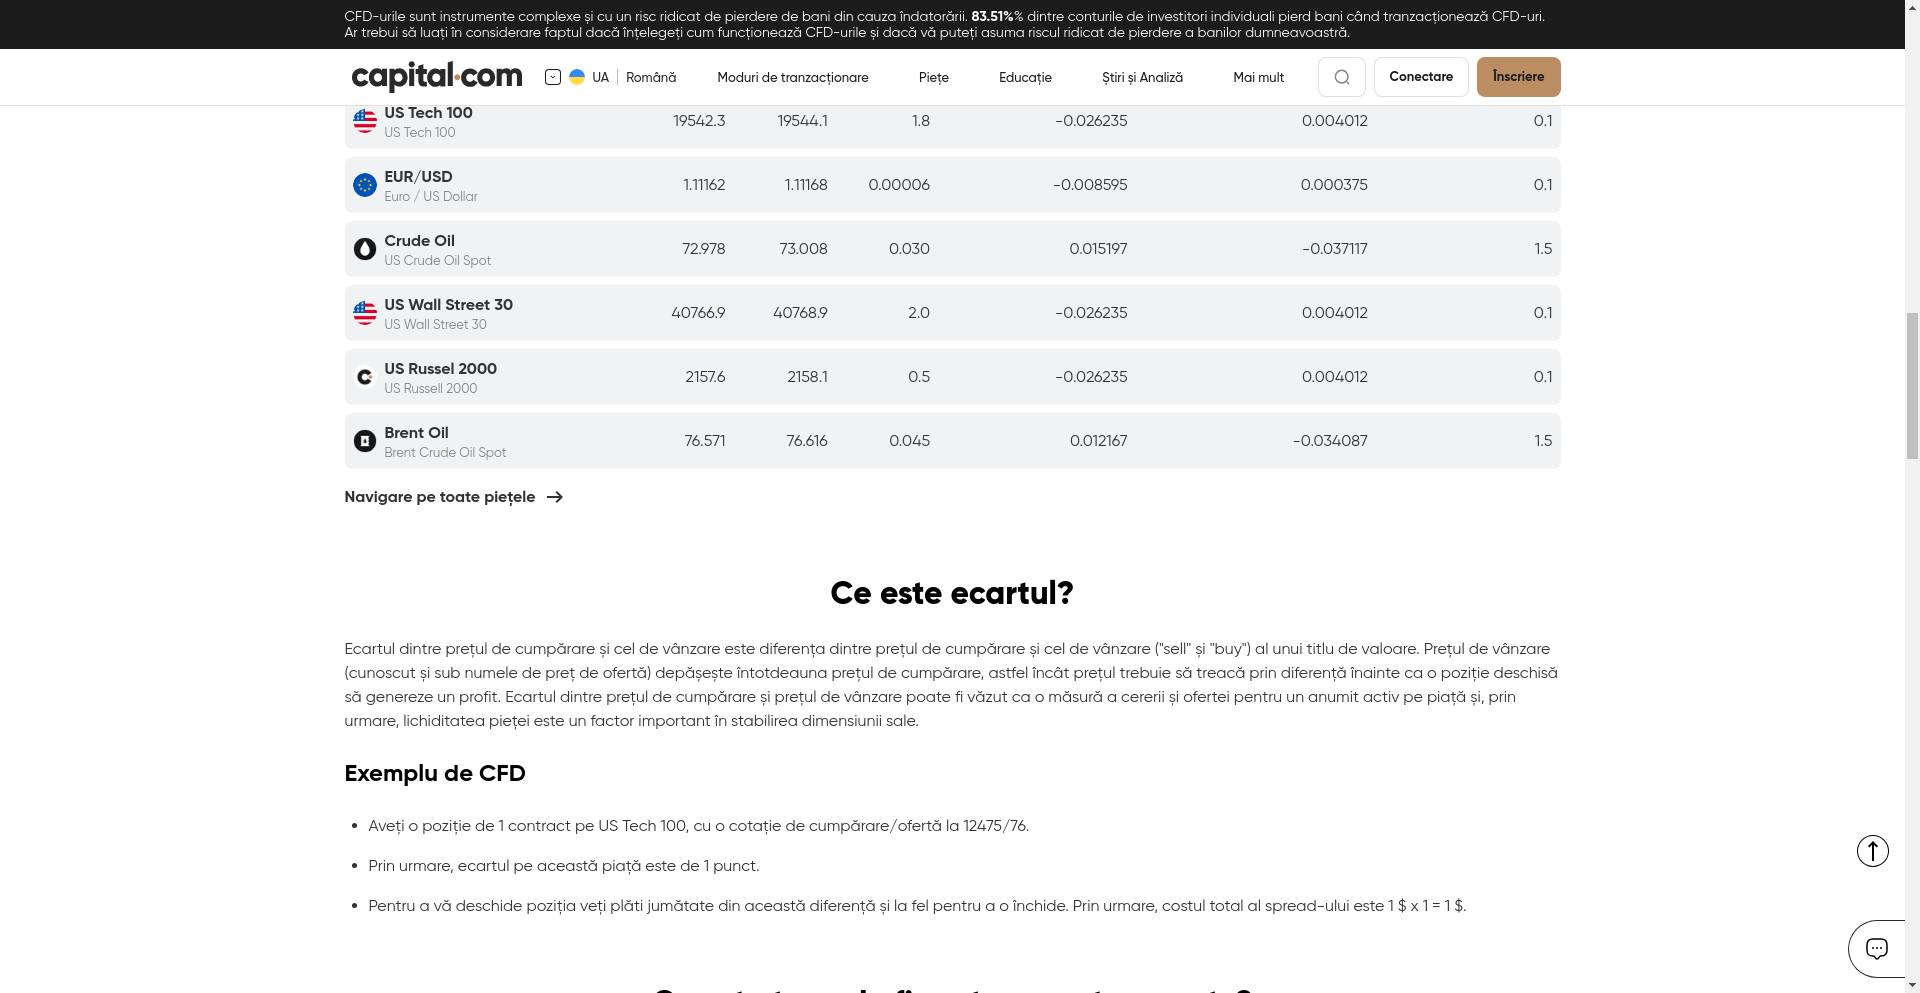 CFD-urile sunt instrumente complexe și cu un risc ridicat de pierdere de bani din cauza îndatorării. 83.51%% dintre conturile de investitori individuali pierd bani când tranzacționează CFD-uri.
Ar trebui să luați în considerare faptul dacă înțelegeți cum funcționează CFD-urile și dacă vă puteți asuma riscul ridicat de pierdere a banilor dumneavoastră.
capital.com UA Română Moduri de tranzacționare Piețe Educație Știri și Analiză Mai mult Conectare Înscriere
US Tech 100 19542.3 19544.1 1.8 -0.026235 0.004012 0.1
US Tech 100
EUR/USD 1.11162 1.11168 0.00006 -0.008595 0.000375 0.1
Euro / US Dollar
Crude Oil 72.978 73.008 0.030 0.015197 -0.037117 1.5
US Crude Oil Spot
US Wall Street 30 40766.9 40768.9 2.0 -0.026235 0.004012 0.1
US Wall Street 30
US Russel 2000 2157.6 2158.1 0.5 -0.026235 0.004012 0.1
US Russell 2000
Brent Oil 76.571 76.616 0.045 0.012167 -0.034087 1.5
Brent Crude Oil Spot
Navigare pe toate piețele
Ce este ecartul?
Ecartul dintre prețul de cumpărare și cel de vânzare este diferența dintre prețul de cumpărare și cel de vânzare ("sell" și "buy") al unui titlu de valoare. Prețul de vânzare
(cunoscut și sub numele de preț de ofertă) depășește întotdeauna prețul de cumpărare, astfel încât prețul trebuie să treacă prin diferență înainte ca o poziție deschisă
să genereze un profit. Ecartul dintre prețul de cumpărare și prețul de vânzare poate fi văzut ca o măsură a cererii și ofertei pentru un anumit activ pe piață și, prin
urmare, lichiditatea pieței este un factor important în stabilirea dimensiunii sale.
Exemplu de CFD
• Aveți o poziție de 1 contract pe US Tech 100, cu o cotație de cumpărare/ofertă la 12475/76.
• Prin urmare, ecartul pe această piață este de 1 punct.
• Pentru a vă deschide poziția veți plăti jumătate din această diferență și la fel pentru a o închide. Prin urmare, costul total al spread-ului este 1 $ x 1 = 1 $.